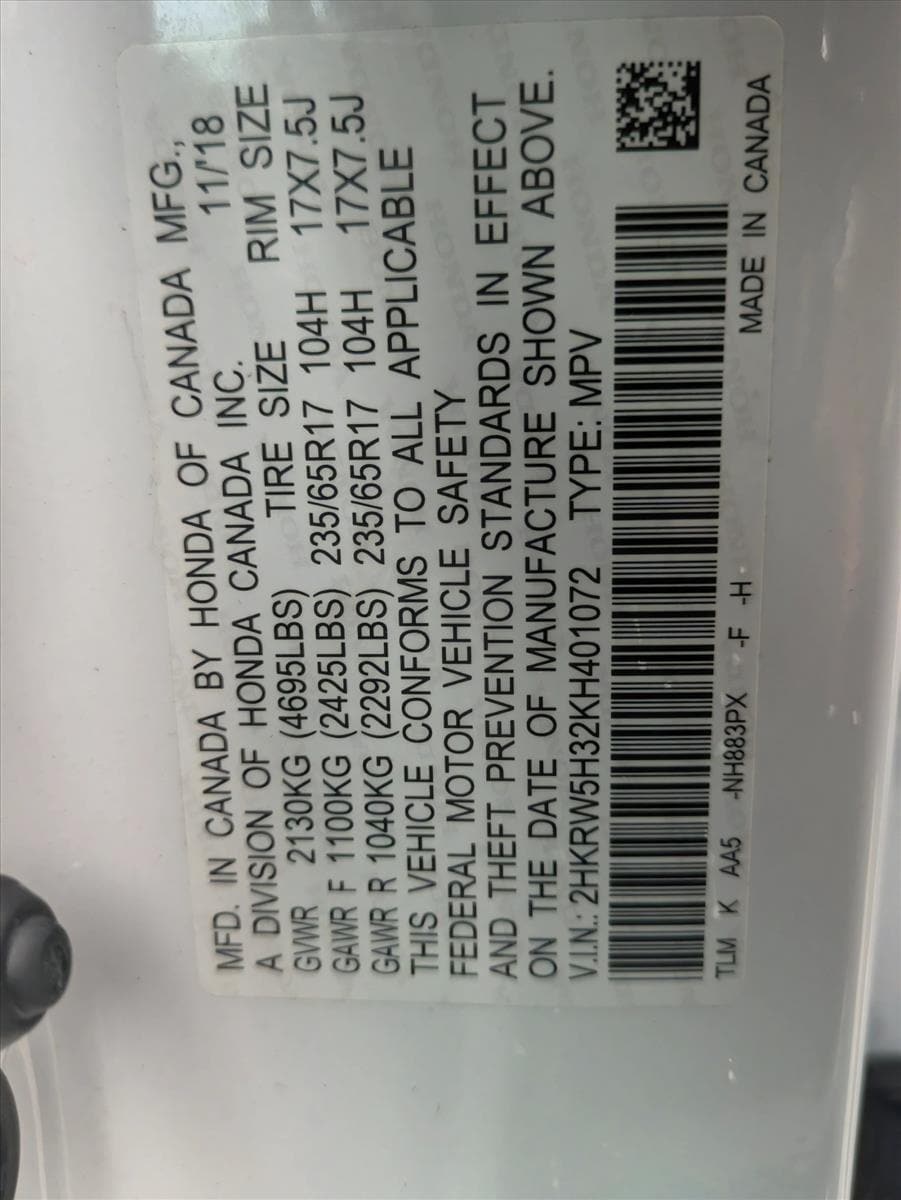 MFD. IN CANADA BY HONDA OF CANADA MFG.,
A DIVISION OF HONDA CANADA INC. 11/'18
TIRE SIZE RIM SIZE
GVWR 2130KG (4695LBS)
GAWR F 1100KG (2425LBS) 235/65R17 104H 17X7.5J
GAWR R 1040KG (2292LBS) 235/65R17 104H 17X7.5J
THIS VEHICLE CONFORMS TO ALL APPLICABLE
FEDERAL MOTOR VEHICLE SAFETY
AND THEFT PREVENTION STANDARDS IN EFFECT
ON THE DATE OF MANUFACTURE SHOWN ABOVE.
V.I.N.: 2HKRW5H32KH401072 TYPE: MPV
TLM K AA5 -NH883PX -F -H
MADE IN CANADA